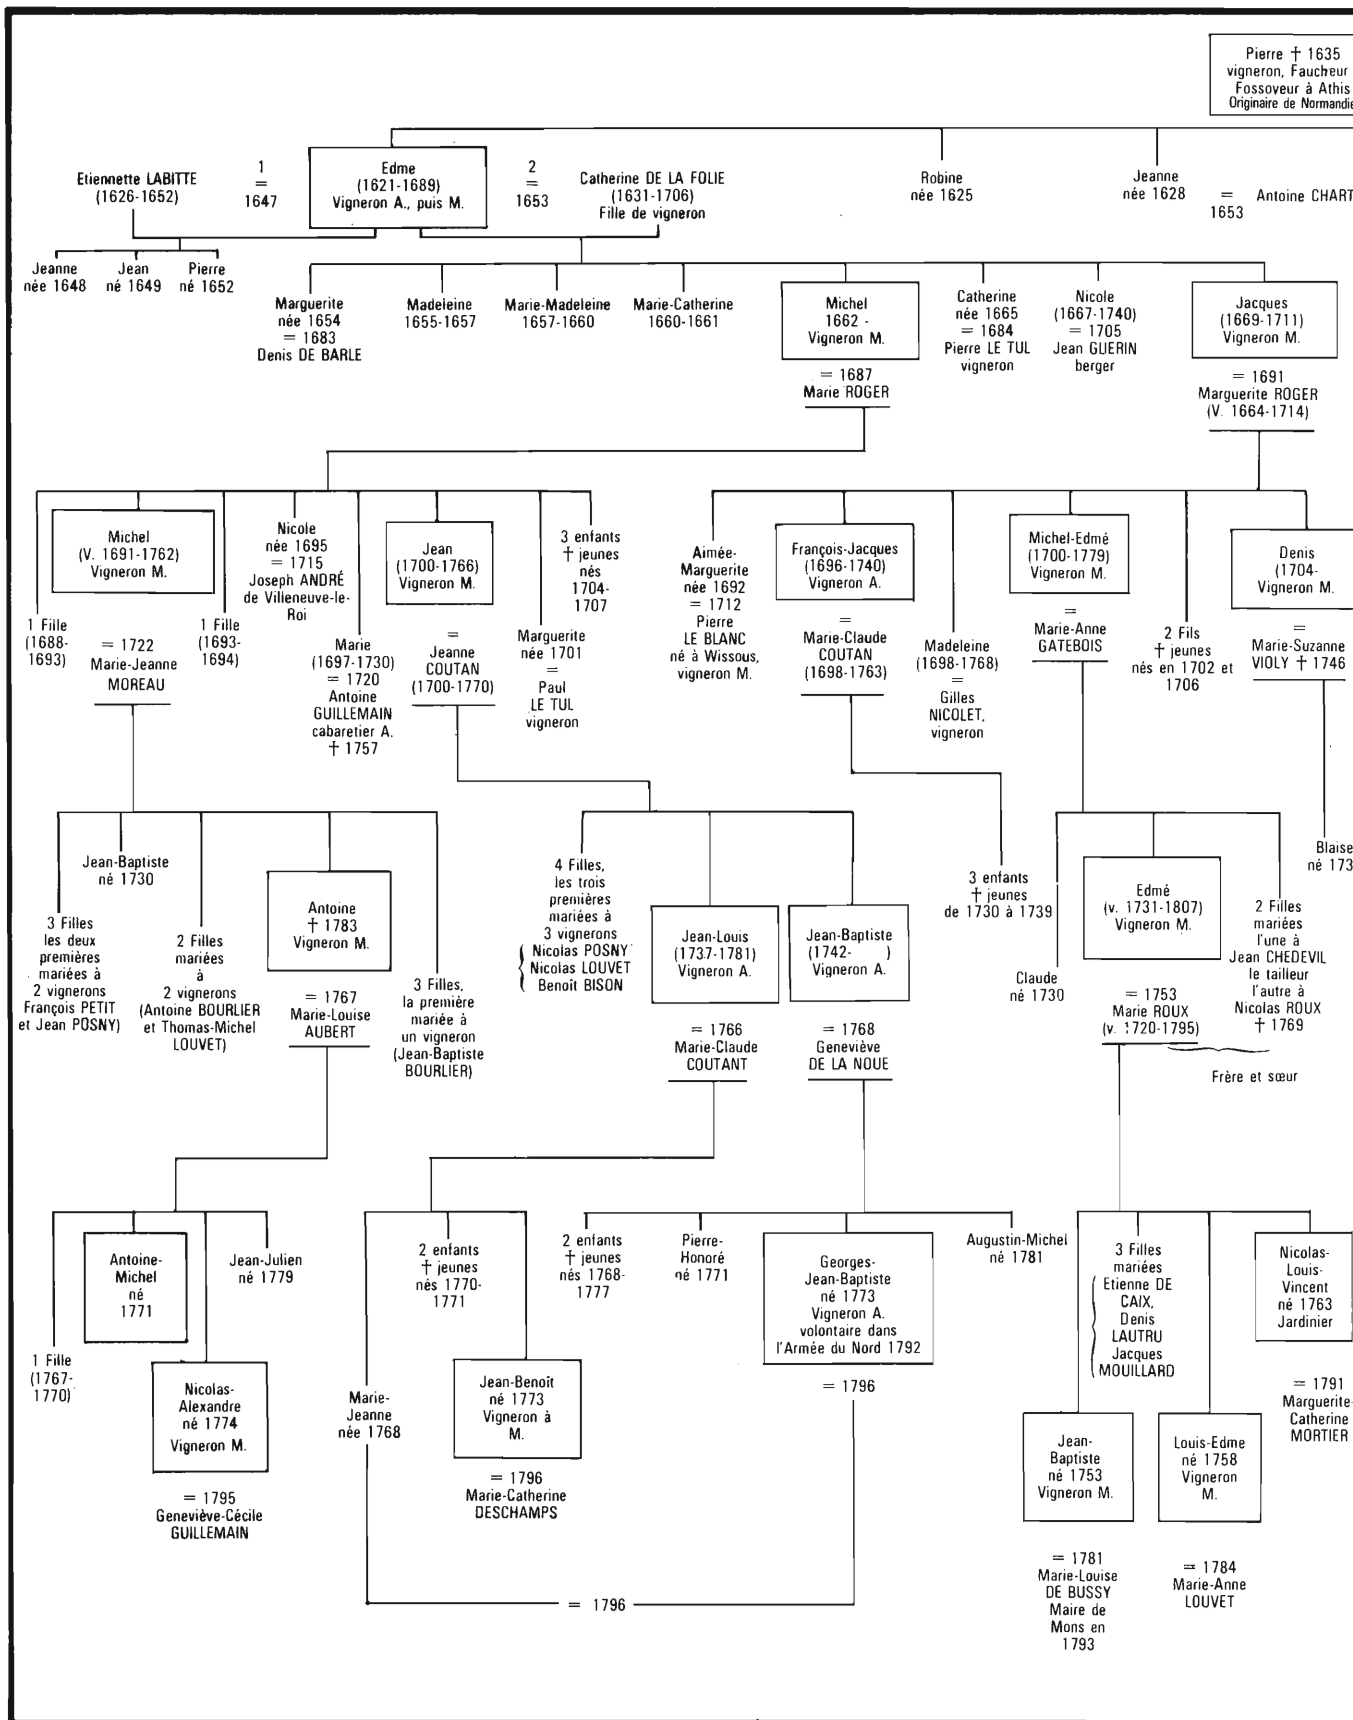 Pierre † 1635
vigneron, Faucheur
Fossoveur à Athis
Originaire de Normandie
Etiennette LABITTE
(1626-1652)
1
=
1647
Edme
(1621-1689)
Vigneron A., puis M.
2
=
1653
Catherine DE LA FOLIE
(1631-1706)
Fille de vigneron
Robine
née 1625
Jeanne
née 1628
=
1653
Antoine CHART
Jeanne
née 1648
Jean
né 1649
Pierre
né 1652
Marguerite
née 1654
= 1683
Denis DE BARLE
Madeleine
1655-1657
Marie-Madeleine
1657-1660
Marie-Catherine
1660-1661
Michel
1662 -
Vigneron M.
= 1687
Marie ROGER
Catherine
née 1665
= 1684
Pierre LE TUL
vigneron
Nicole
(1667-1740)
= 1705
Jean GUERIN
berger
Jacques
(1669-1711)
Vigneron M.
= 1691
Marguerite ROGER
(V. 1664-1714)
1 Fille
(1688-
1693)
Michel
(V. 1691-1762)
Vigneron M.
= 1722
Marie-Jeanne
MOREAU
1 Fille
(1693-
1694)
Nicole
née 1695
= 1715
Joseph ANDRÉ
de Villeneuve-le-
Roi
Marie
(1697-1730)
= 1720
Antoine
GUILLEMAIN
cabaretier A.
† 1757
Jean
(1700-1766)
Vigneron M.
=
Jeanne
COUTAN
(1700-1770)
Marguerite
née 1701
=
Paul
LE TUL
vigneron
3 enfants
† jeunes
nés
1704-
1707
Aimée-
Marguerite
née 1692
= 1712
Pierre
LE BLANC
né à Wissous,
vigneron M.
François-Jacques
(1696-1740)
Vigneron A.
=
Marie-Claude
COUTAN
(1698-1763)
Madeleine
(1698-1768)
=
Gilles
NICOLET,
vigneron
Michel-Edmé
(1700-1779)
Vigneron M.
=
Marie-Anne
GATEBOIS
2 Fils
† jeunes
nés en 1702 et
1706
Denis
(1704-
Vigneron M.
=
Marie-Suzanne
VIOLY † 1746
3 Filles
les deux
premières
mariées à
2 vignerons
François PETIT
et Jean POSNY)
Jean-Baptiste
né 1730
2 Filles
mariées
à
2 vignerons
(Antoine BOURLIER
et Thomas-Michel
LOUVET)
Antoine
† 1783
Vigneron M.
= 1767
Marie-Louise
AUBERT
3 Filles,
la première
mariée à
un vigneron
(Jean-Baptiste
BOURLIER)
4 Filles,
les trois
premières
mariées à
3 vignerons
Nicolas POSNY
Nicolas LOUVET
Benoît BISON
Jean-Louis
(1737-1781)
Vigneron A.
= 1766
Marie-Claude
COUTANT
Jean-Baptiste
(1742- )
Vigneron A.
= 1768
Geneviève
DE LA NOUE
3 enfants
† jeunes
de 1730 à 1739
Claude
né 1730
Edmé
(v. 1731-1807)
Vigneron M.
= 1753
Marie ROUX
(v. 1720-1795)
2 Filles
mariées
l'une à
Jean CHEDEVIL
le tailleur
l'autre à
Nicolas ROUX
† 1769
Frère et sœur
Blaise
né 173
1 Fille
(1767-
1770)
Antoine-
Michel
né
1771
Nicolas-
Alexandre
né 1774
Vigneron M.
= 1795
Geneviève-Cécile
GUILLEMAIN
Jean-Julien
né 1779
Marie-
Jeanne
née 1768
2 enfants
† jeunes
nés 1770-
1771
Jean-Benoît
né 1773
Vigneron à
M.
= 1796
Marie-Catherine
DESCHAMPS
2 enfants
† jeunes
nés 1768-
1777
Pierre-
Honoré
né 1771
Georges-
Jean-Baptiste
né 1773
Vigneron A.
volontaire dans
l'Armée du Nord 1792
= 1796
Augustin-Michel
né 1781
= 1796
Jean-
Baptiste
né 1753
Vigneron M.
= 1781
Marie-Louise
DE BUSSY
Maire de
Mons en
1793
3 Filles
mariées
Etienne DE
CAIX,
Denis
LAUTRU
Jacques
MOUILLARD
Louis-Edme
né 1758
Vigneron
M.
= 1784
Marie-Anne
LOUVET
Nicolas-
Louis-
Vincent
né 1763
Jardinier
= 1791
Marguerite-
Catherine
MORTIER